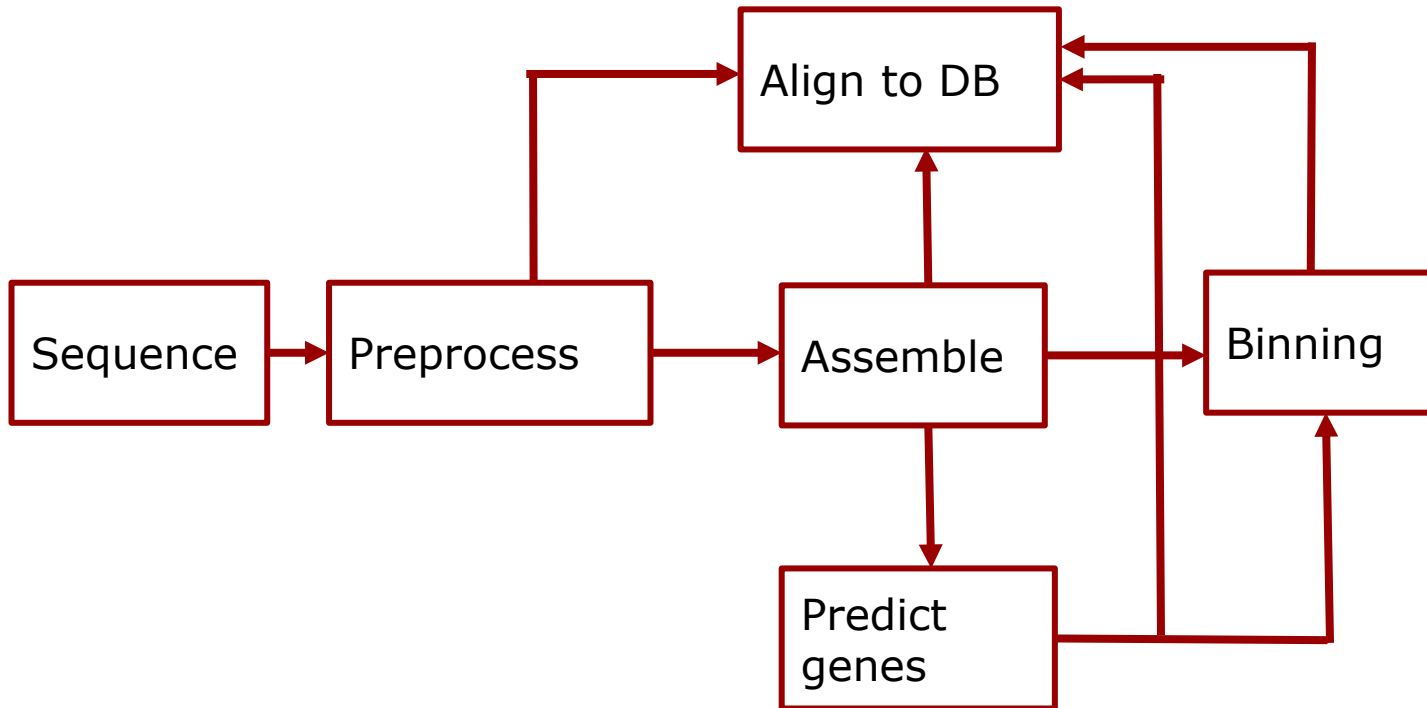 Align to DB
Sequence
Preprocess
Assemble
Binning
Predict
genes